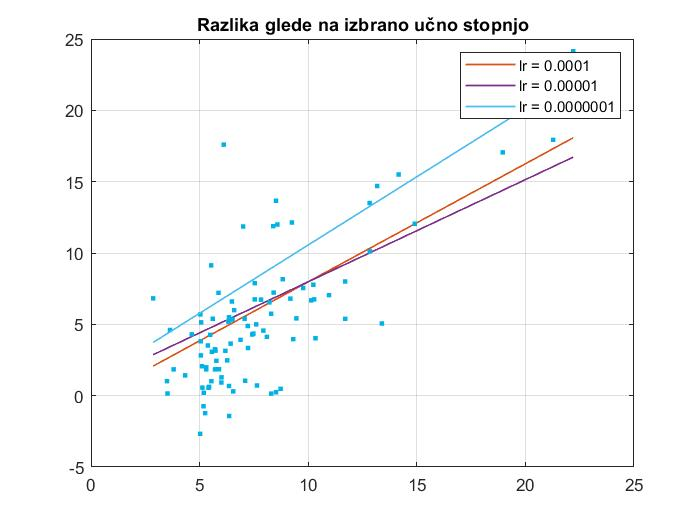 Razlika glede na izbrano učno stopnjo
25
20
15
10
5
0
-5
0 5 10 15 20 25
lr = 0.0001
lr = 0.00001
lr = 0.0000001